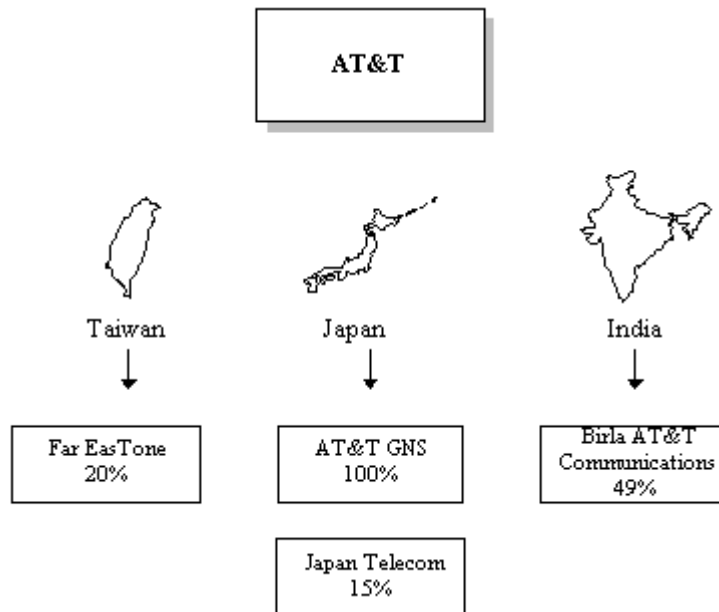 AT&T
Taiwan
Japan
India
Far EasTone
20%
AT&T GNS
100%
Birla AT&T
Communications
49%
Japan Telecom
15%